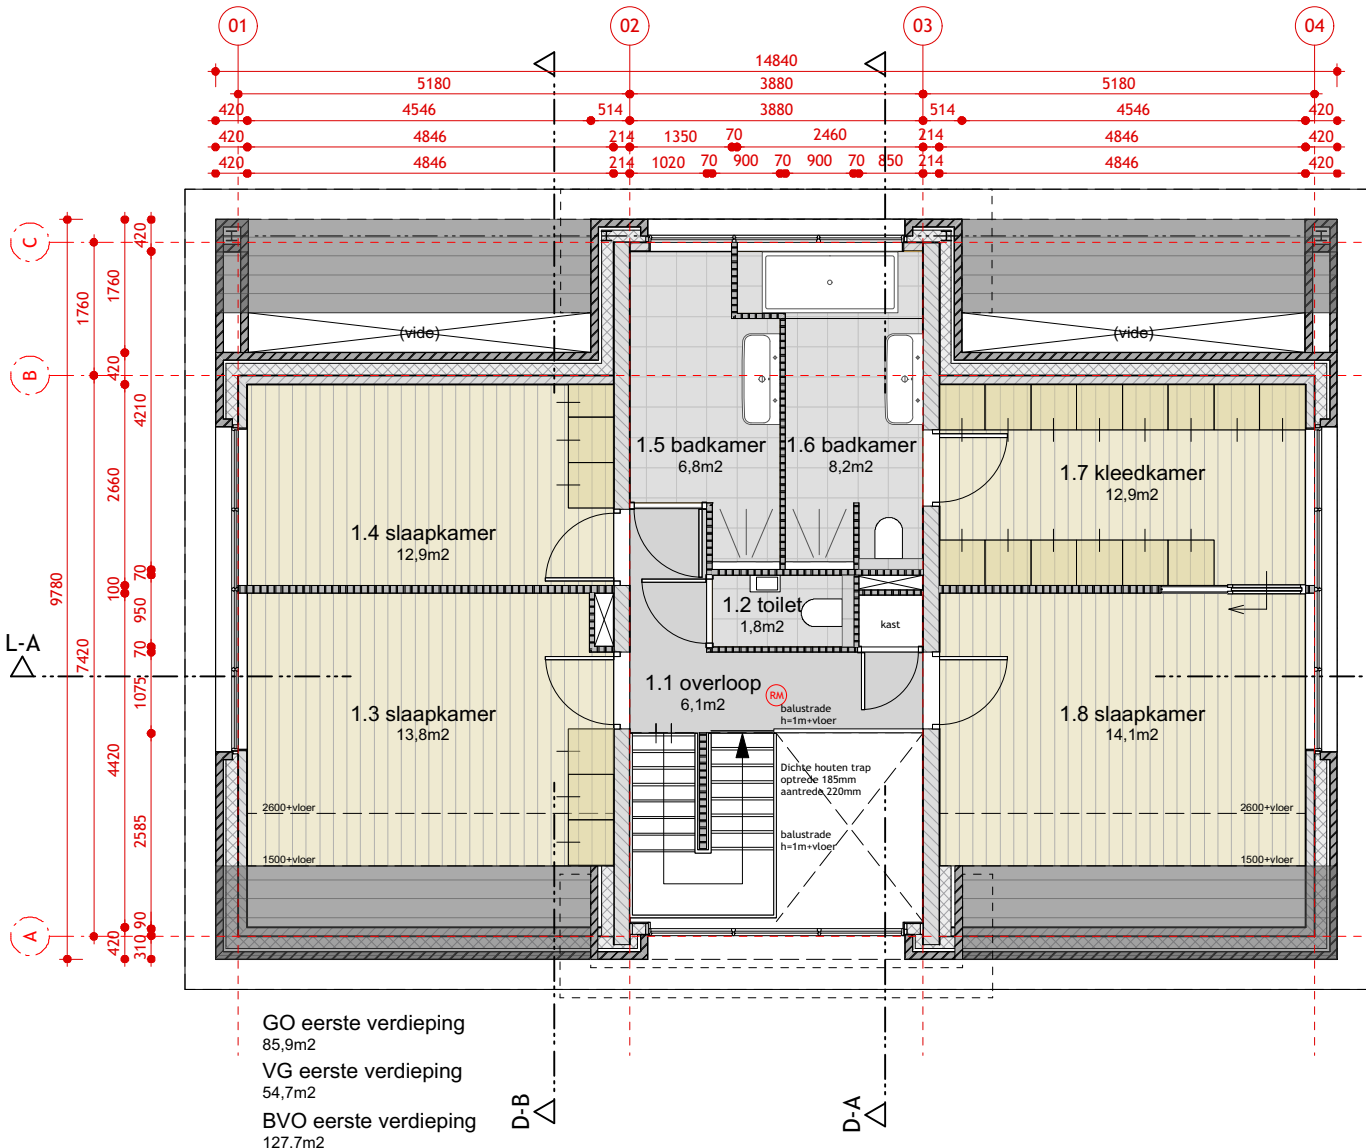 01
02
03
04
14840
5180
3880
5180
420
4546
514
3880
514
4546
420
420
4846
214
1350
70
2460
214
4846
420
420
4846
214
1020
70
900
70
900
70
850
214
4846
420
C
B
A
9780
1760
7420
1760
420
4210
2660
100
950
4420
420
420
70
70
1075
2585
90
310
L-A
(vide)
(vide)
1.5 badkamer
6,8m2
1.6 badkamer
8,2m2
1.7 kleedkamer
12,9m2
1.4 slaapkamer
12,9m2
1.2 toilet
1,8m2
kast
1.1 overloop
6,1m2
RM
balustrade
h=1m+vloer
1.3 slaapkamer
13,8m2
1.8 slaapkamer
14,1m2
Dichte houten trap
optrede 185mm
aantrede 220mm
balustrade
h=1m+vloer
2600+vloer
2600+vloer
1500+vloer
1500+vloer
GO eerste verdieping
85,9m2
VG eerste verdieping
54,7m2
BVO eerste verdieping
127,7m2
D-B
D-A